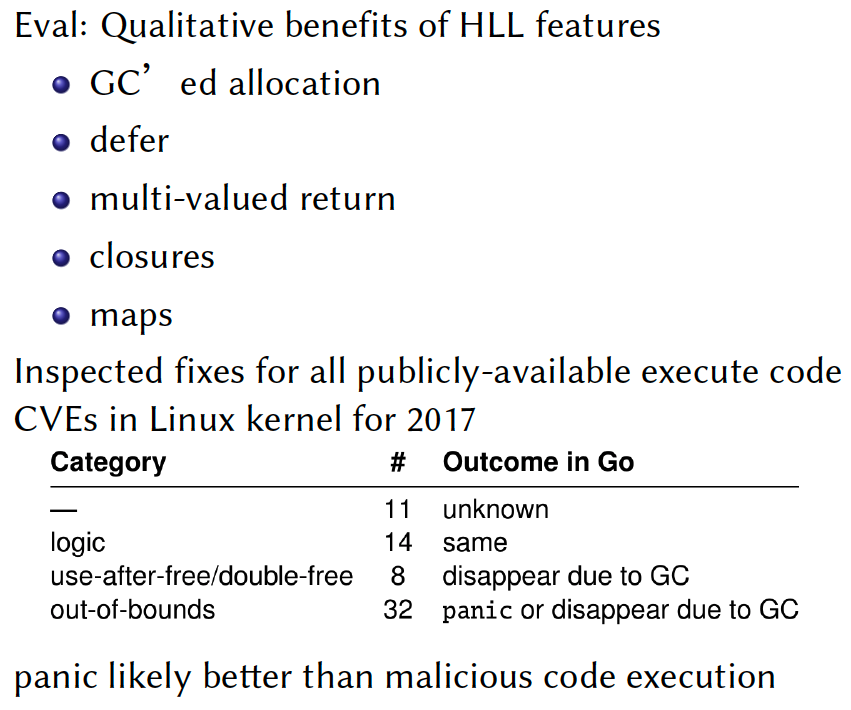 Eval: Qualitative benefits of HLL features
GC’ ed allocation
defer
multi-valued return
closures
maps
Inspected fixes for all publicly-available execute code
CVEs in Linux kernel for 2017
Category # Outcome in Go
— 11 unknown
logic 14 same
use-after-free/double-free 8 disappear due to GC
out-of-bounds 32 panic or disappear due to GC
panic likely better than malicious code execution